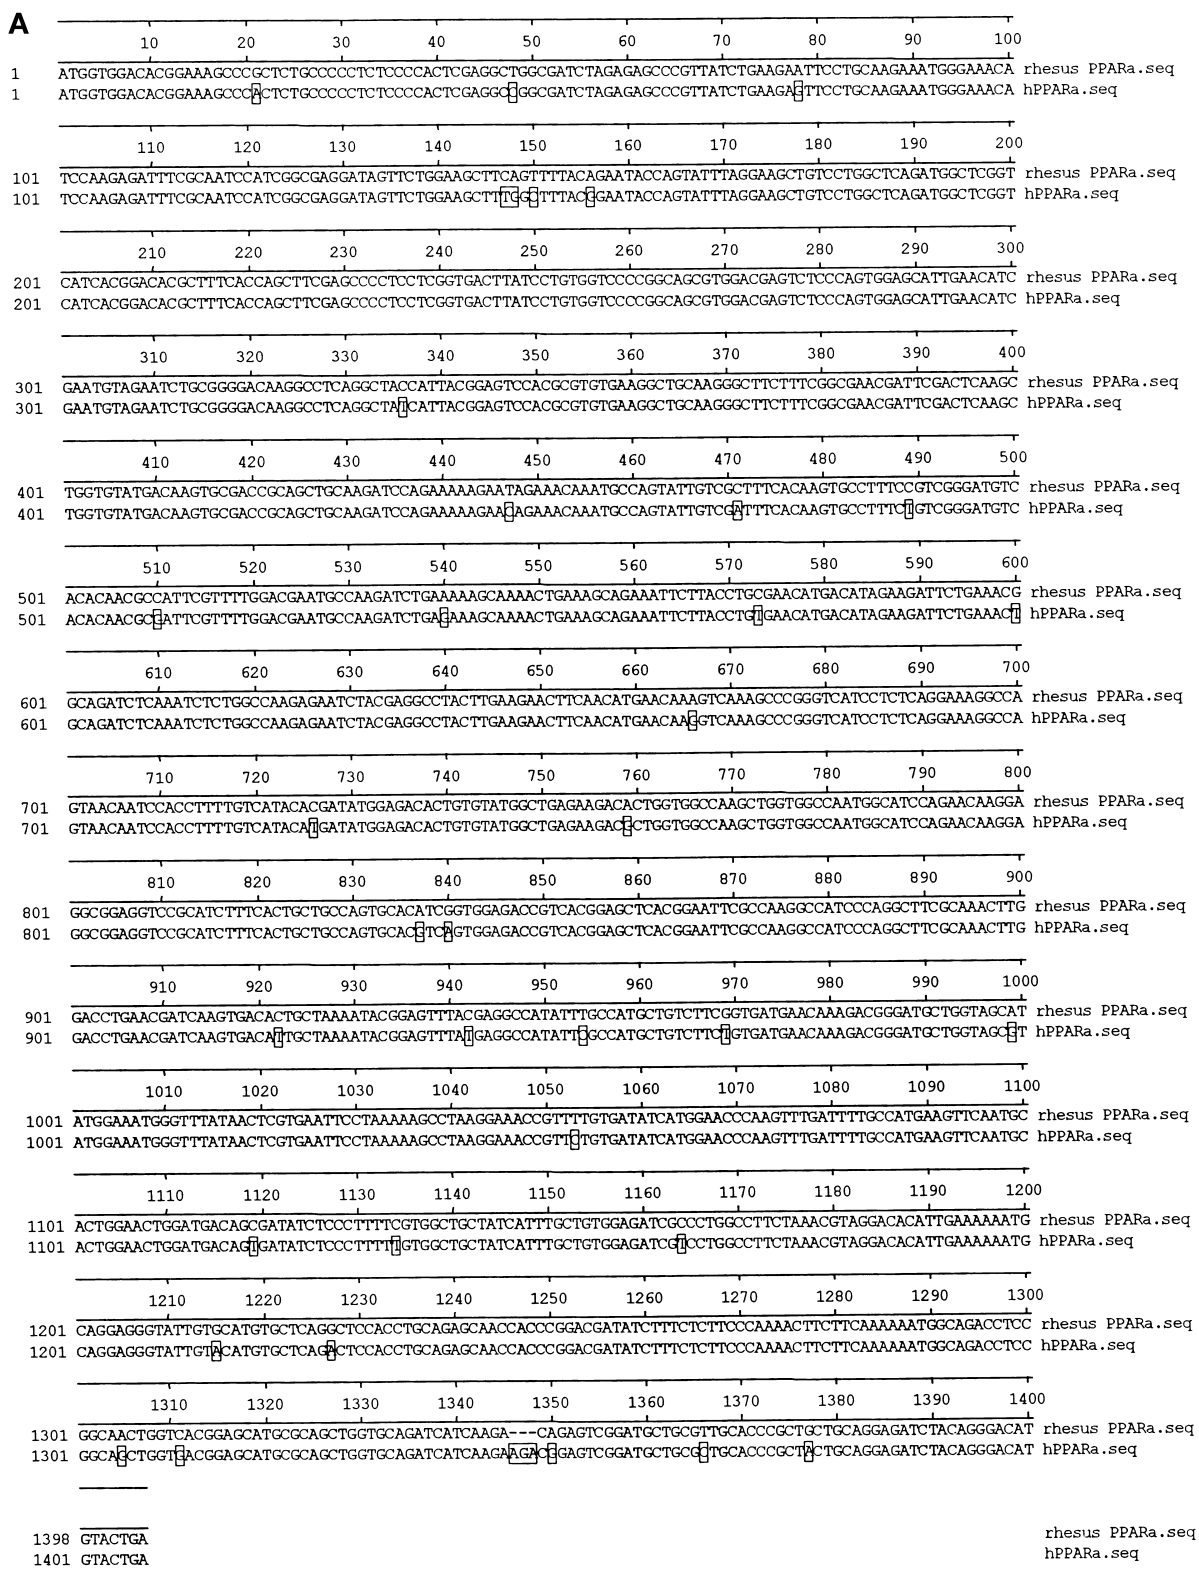 A
10 20 30 40 50 60 70 80 90 100
1 ATGGTGGACACGGAAAGCCCGCTCTGCCCCCTCTCCCCACTCGAGGCTGGCGATCTAGAGAGCCCGTTATCTGAAGAATTCCTGCAAGAAATGGGAAACA rhesus PPARa.seq
1 ATGGTGGACACGGAAAGCCCACTCTGCCCCCTCTCCCCACTCGAGGCCGGCGATCTAGAGAGCCCGTTATCTGAAGAGTTCCTGCAAGAAATGGGAAACA hPPARa.seq
110 120 130 140 150 160 170 180 190 200
101 TCCAAGAGATTTCGCAATCCATCGGCGAGGATAGTTCTGGAAGCTTCAGTTTTACAGAATACCAGTATTTAGGAAGCTGTCCTGGCTCAGATGGCTCGGT rhesus PPARa.seq
101 TCCAAGAGATTTCGCAATCCATCGGCGAGGATAGTTCTGGAAGCTTTGGCTTTACGGAATACCAGTATTTAGGAAGCTGTCCTGGCTCAGATGGCTCGGT hPPARa.seq
210 220 230 240 250 260 270 280 290 300
201 CATCACGGACACGCTTTCACCAGCTTCGAGCCCCTCCTCGGTGACTTATCCTGTGGTCCCCGGCAGCGTGGACGAGTCTCCCAGTGGAGCATTGAACATC rhesus PPARa.seq
201 CATCACGGACACGCTTTCACCAGCTTCGAGCCCCTCCTCGGTGACTTATCCTGTGGTCCCCGGCAGCGTGGACGAGTCTCCCAGTGGAGCATTGAACATC hPPARa.seq
310 320 330 340 350 360 370 380 390 400
301 GAATGTAGAATCTGCGGGGACAAGGCCTCAGGCTACCATTACGGAGTCCACGCGTGTGAAGGCTGCAAGGGCTTCTTTCGGCGAACGATTCGACTCAAGC rhesus PPARa.seq
301 GAATGTAGAATCTGCGGGGACAAGGCCTCAGGCTATCATTACGGAGTCCACGCGTGTGAAGGCTGCAAGGGCTTCTTTCGGCGAACGATTCGACTCAAGC hPPARa.seq
410 420 430 440 450 460 470 480 490 500
401 TGGTGTATGACAAGTGCGACCGCAGCTGCAAGATCCAGAAAAAGAATAGAAACAAATGCCAGTATTGTCGCTTTCACAAGTGCCTTTCCGTCGGGATGTC rhesus PPARa.seq
401 TGGTGTATGACAAGTGCGACCGCAGCTGCAAGATCCAGAAAAAGAACAGAAACAAATGCCAGTATTGTCGATTTCACAAGTGCCTTTCTGTCGGGATGTC hPPARa.seq
510 520 530 540 550 560 570 580 590 600
501 ACACAACGCCATTCGTTTTGGACGAATGCCAAGATCTGAAAAAGCAAAACTGAAAGCAGAAATTCTTACCTGCGAACATGACATAGAAGATTCTGAAACG rhesus PPARa.seq
501 ACACAACGCGATTCGTTTTGGACGAATGCCAAGATCTGAGAAAGCAAAACTGAAAGCAGAAATTCTTACCTGTGAACATGACATAGAAGATTCTGAAACT hPPARa.seq
610 620 630 640 650 660 670 680 690 700
601 GCAGATCTCAAATCTCTGGCCAAGAGAATCTACGAGGCCTACTTGAAGAACTTCAACATGAACAAAGTCAAAGCCCGGGTCATCCTCTCAGGAAAGGCCA rhesus PPARa.seq
601 GCAGATCTCAAATCTCTGGCCAAGAGAATCTACGAGGCCTACTTGAAGAACTTCAACATGAACAAGGTCAAAGCCCGGGTCATCCTCTCAGGAAAGGCCA hPPARa.seq
710 720 730 740 750 760 770 780 790 800
701 GTAACAATCCACCTTTTGTCATACACGATATGGAGACACTGTGTATGGCTGAGAAGACACTGGTGGCCAAGCTGGTGGCCAATGGCATCCAGAACAAGGA rhesus PPARa.seq
701 GTAACAATCCACCTTTTGTCATACATGATATGGAGACACTGTGTATGGCTGAGAAGACGCTGGTGGCCAAGCTGGTGGCCAATGGCATCCAGAACAAGGA hPPARa.seq
810 820 830 840 850 860 870 880 890 900
801 GGCGGAGGTCCGCATCTTTCACTGCTGCCAGTGCACATCGGTGGAGACCGTCACGGAGCTCACGGAATTCGCCAAGGCCATCCCAGGCTTCGCAAACTTG rhesus PPARa.seq
801 GGCGGAGGTCCGCATCTTTCACTGCTGCCAGTGCACGTCAGTGGAGACCGTCACGGAGCTCACGGAATTCGCCAAGGCCATCCCAGGCTTCGCAAACTTG hPPARa.seq
910 920 930 940 950 960 970 980 990 1000
901 GACCTGAACGATCAAGTGACACTGCTAAAATACGGAGTTTACGAGGCCATATTTGCCATGCTGTCTTCGGTGATGAACAAAGACGGGATGCTGGTAGCAT rhesus PPARa.seq
901 GACCTGAACGATCAAGTGACATTGCTAAAATACGGAGTTTATGAGGCCATATTCGCCATGCTGTCTTCTGTGATGAACAAAGACGGGATGCTGGTAGCGT hPPARa.seq
1010 1020 1030 1040 1050 1060 1070 1080 1090 1100
1001 ATGGAAATGGGTTTATAACTCGTGAATTCCTAAAAAGCCTAAGGAAACCGTTTTGTGATATCATGGAACCCAAGTTTGATTTTGCCATGAAGTTCAATGC rhesus PPARa.seq
1001 ATGGAAATGGGTTTATAACTCGTGAATTCCTAAAAAGCCTAAGGAAACCGTTCTGTGATATCATGGAACCCAAGTTTGATTTTGCCATGAAGTTCAATGC hPPARa.seq
1110 1120 1130 1140 1150 1160 1170 1180 1190 1200
1101 ACTGGAACTGGATGACAGCGATATCTCCCTTTTCGTGGCTGCTATCATTTGCTGTGGAGATCGCCCTGGCCTTCTAAACGTAGGACACATTGAAAAAATG rhesus PPARa.seq
1101 ACTGGAACTGGATGACAGTGATATCTCCCTTTTTGTGGCTGCTATCATTTGCTGTGGAGATCGTCCTGGCCTTCTAAACGTAGGACACATTGAAAAAATG hPPARa.seq
1210 1220 1230 1240 1250 1260 1270 1280 1290 1300
1201 CAGGAGGGTATTGTGCATGTGCTCAGGCTCCACCTGCAGAGCAACCACCCGGACGATATCTTTCTCTTCCCAAAACTTCTTCAAAAAATGGCAGACCTCC rhesus PPARa.seq
1201 CAGGAGGGTATTGTACATGTGCTCAGACTCCACCTGCAGAGCAACCACCCGGACGATATCTTTCTCTTCCCAAAACTTCTTCAAAAAATGGCAGACCTCC hPPARa.seq
1310 1320 1330 1340 1350 1360 1370 1380 1390 1400
1301 GGCAACTGGTCACGGAGCATGCGCAGCTGGTGCAGATCATCAAGA---CAGAGTCGGATGCTGCGTTGCACCCGCTGCTGCAGGAGATCTACAGGGACAT rhesus PPARa.seq
1301 GGCAGCTGGTGACGGAGCATGCGCAGCTGGTGCAGATCATCAAGAAGACGGAGTCGGATGCTGCGCTGCACCCGCTACTGCAGGAGATCTACAGGGACAT hPPARa.seq
1398 GTACTGA rhesus PPARa.seq
1401 GTACTGA hPPARa.seq